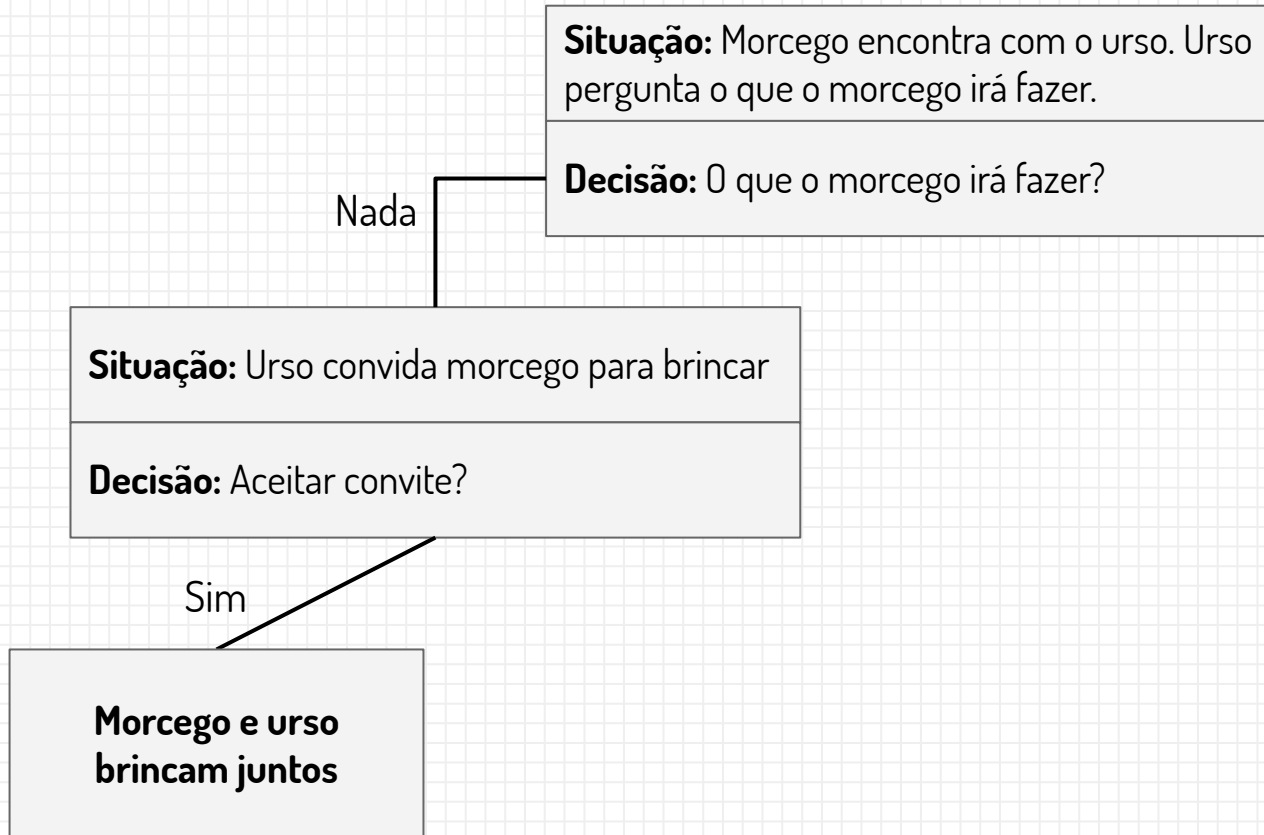 Situação: Morcego encontra com o urso. Urso
pergunta o que o morcego irá fazer.
Decisão: O que o morcego irá fazer?
Nada
Situação: Urso convida morcego para brincar
Decisão: Aceitar convite?
Sim
Morcego e urso
brincam juntos